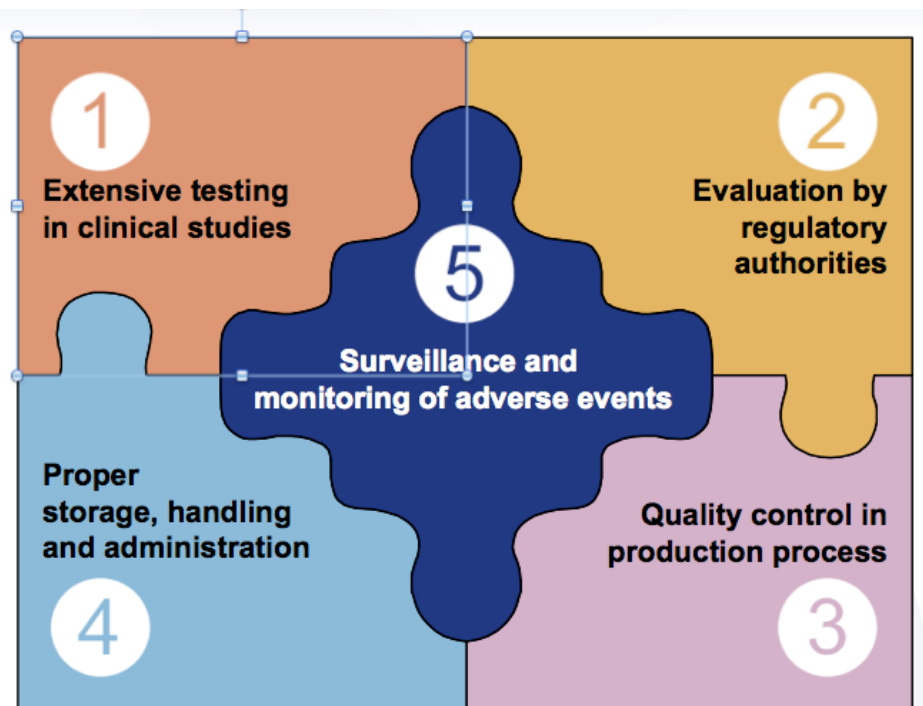 1
Extensive testing
in clinical studies
2
Evaluation by
regulatory
authorities
5
Surveillance and
monitoring of adverse events
Proper
storage, handling
and administration
4
Quality control in
production process
3